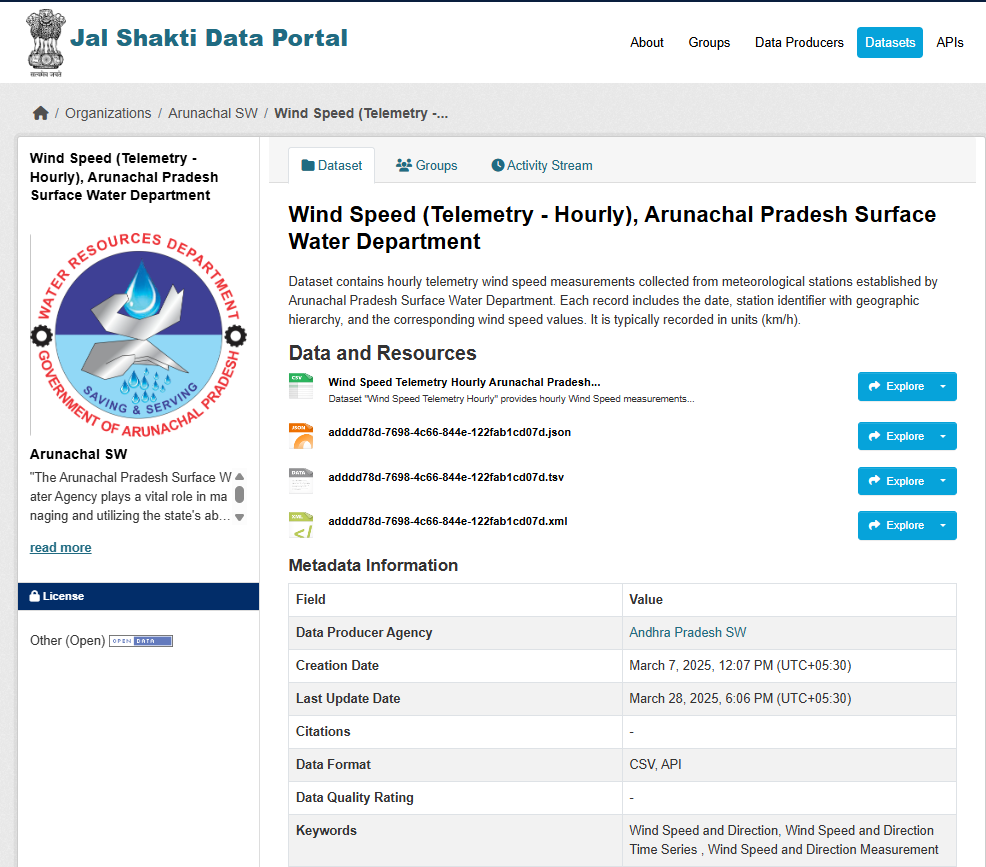 सत्यमेव जयते
Jal Shakti Data Portal
About Groups Data Producers Datasets APIs
/ Organizations / Arunachal SW / Wind Speed (Telemetry -...
Wind Speed (Telemetry -
Hourly), Arunachal Pradesh
Surface Water Department
WATER RESOURCES DEPARTMENT
SAVING & SERVING
GOVERNMENT OF ARUNACHAL PRADESH
Arunachal SW
"The Arunachal Pradesh Surface W
ater Agency plays a vital role in ma
naging and utilizing the state's ab...
read more
License
Other (Open) OPEN DATA
Dataset Groups Activity Stream
Wind Speed (Telemetry - Hourly), Arunachal Pradesh Surface
Water Department
Dataset contains hourly telemetry wind speed measurements collected from meteorological stations established by
Arunachal Pradesh Surface Water Department. Each record includes the date, station identifier with geographic
hierarchy, and the corresponding wind speed values. It is typically recorded in units (km/h).
Data and Resources
CSV Wind Speed Telemetry Hourly Arunachal Pradesh... Explore
Dataset "Wind Speed Telemetry Hourly" provides hourly Wind Speed measurements...
JSON adddd78d-7698-4c66-844e-122fab1cd07d.json Explore
DATA adddd78d-7698-4c66-844e-122fab1cd07d.tsv Explore
XML </ adddd78d-7698-4c66-844e-122fab1cd07d.xml Explore
Metadata Information
Field Value
Data Producer Agency Andhra Pradesh SW
Creation Date March 7, 2025, 12:07 PM (UTC+05:30)
Last Update Date March 28, 2025, 6:06 PM (UTC+05:30)
Citations -
Data Format CSV, API
Data Quality Rating -
Keywords Wind Speed and Direction, Wind Speed and Direction
Time Series , Wind Speed and Direction Measurement